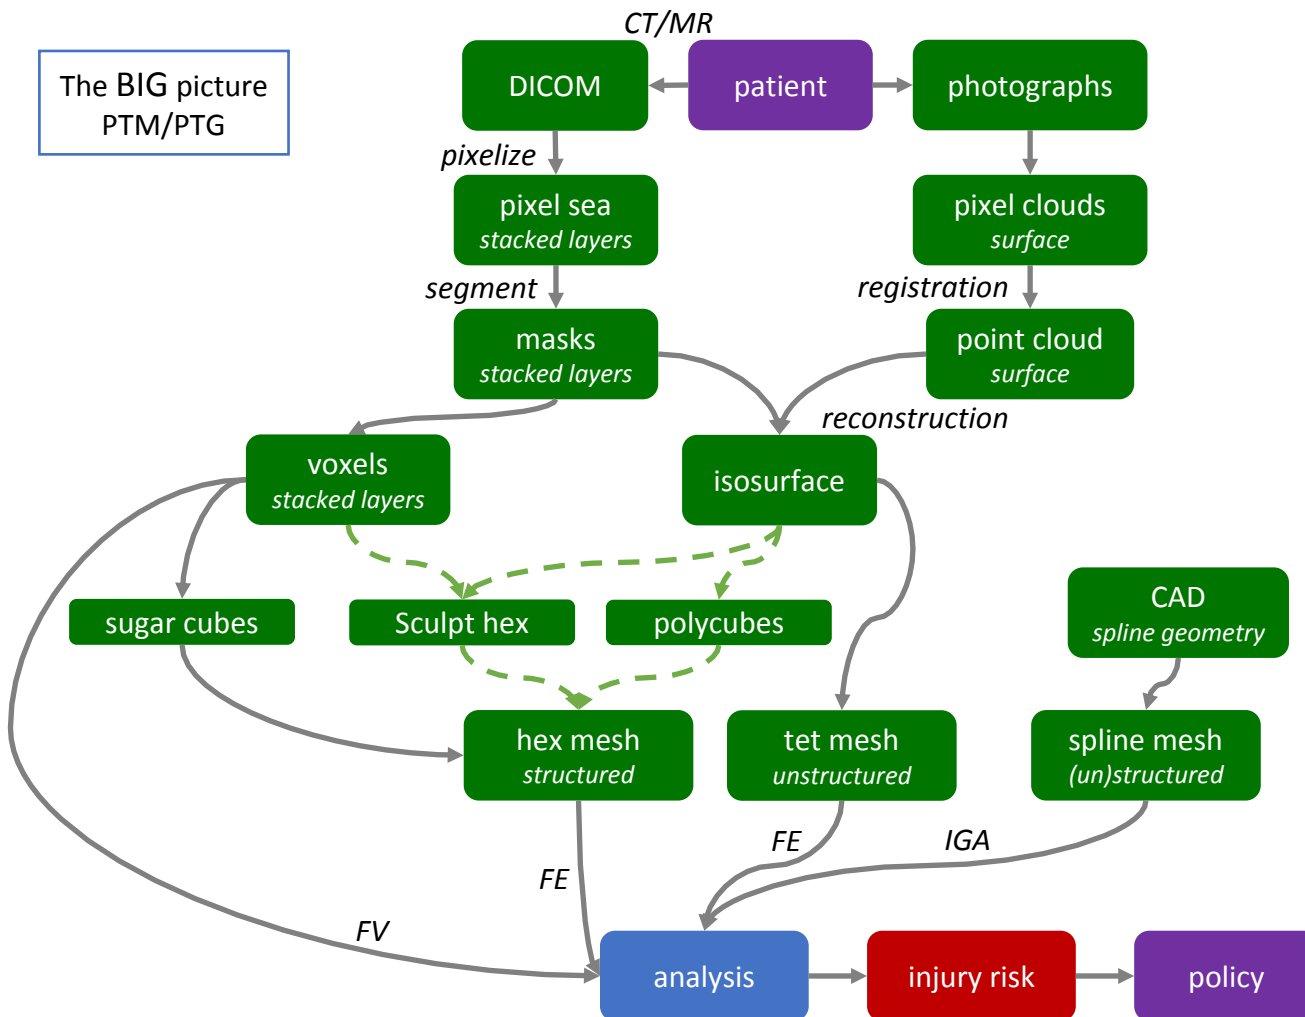 CT/MR
The BIG picture
PTM/PTG
DICOM
patient
photographs
pixelize
pixel sea
stacked layers
pixel clouds
surface
segment
registration
masks
stacked layers
point cloud
surface
reconstruction
voxels
stacked layers
isosurface
sugar cubes
Sculpt hex
polycubes
CAD
spline geometry
hex mesh
structured
tet mesh
unstructured
spline mesh
(un)structured
FE
IGA
FE
FV
analysis
injury risk
policy